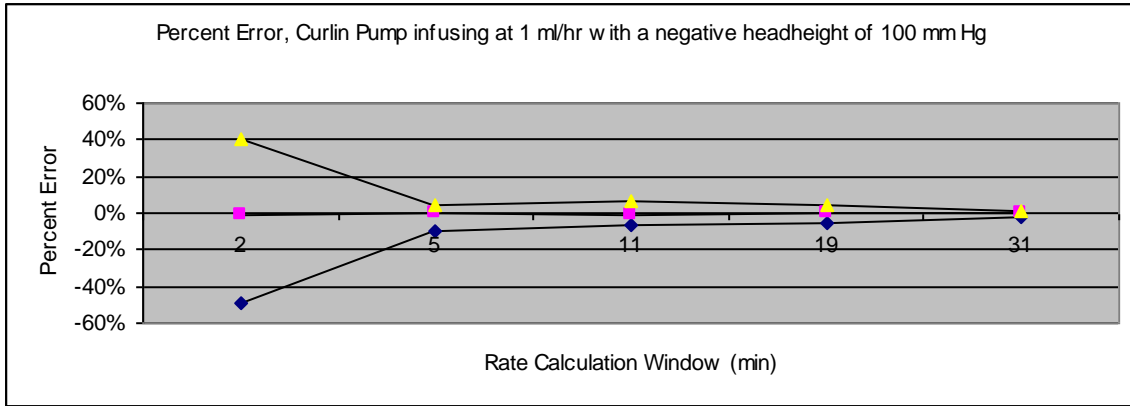 Percent Error, Curlin Pump infusing at 1 ml/hr with a negative headheight of 100 mm Hg
60%
40%
20%
0%
-20%
-40%
-60%
Percent Error
2 5 11 19 31
Rate Calculation Window (min)